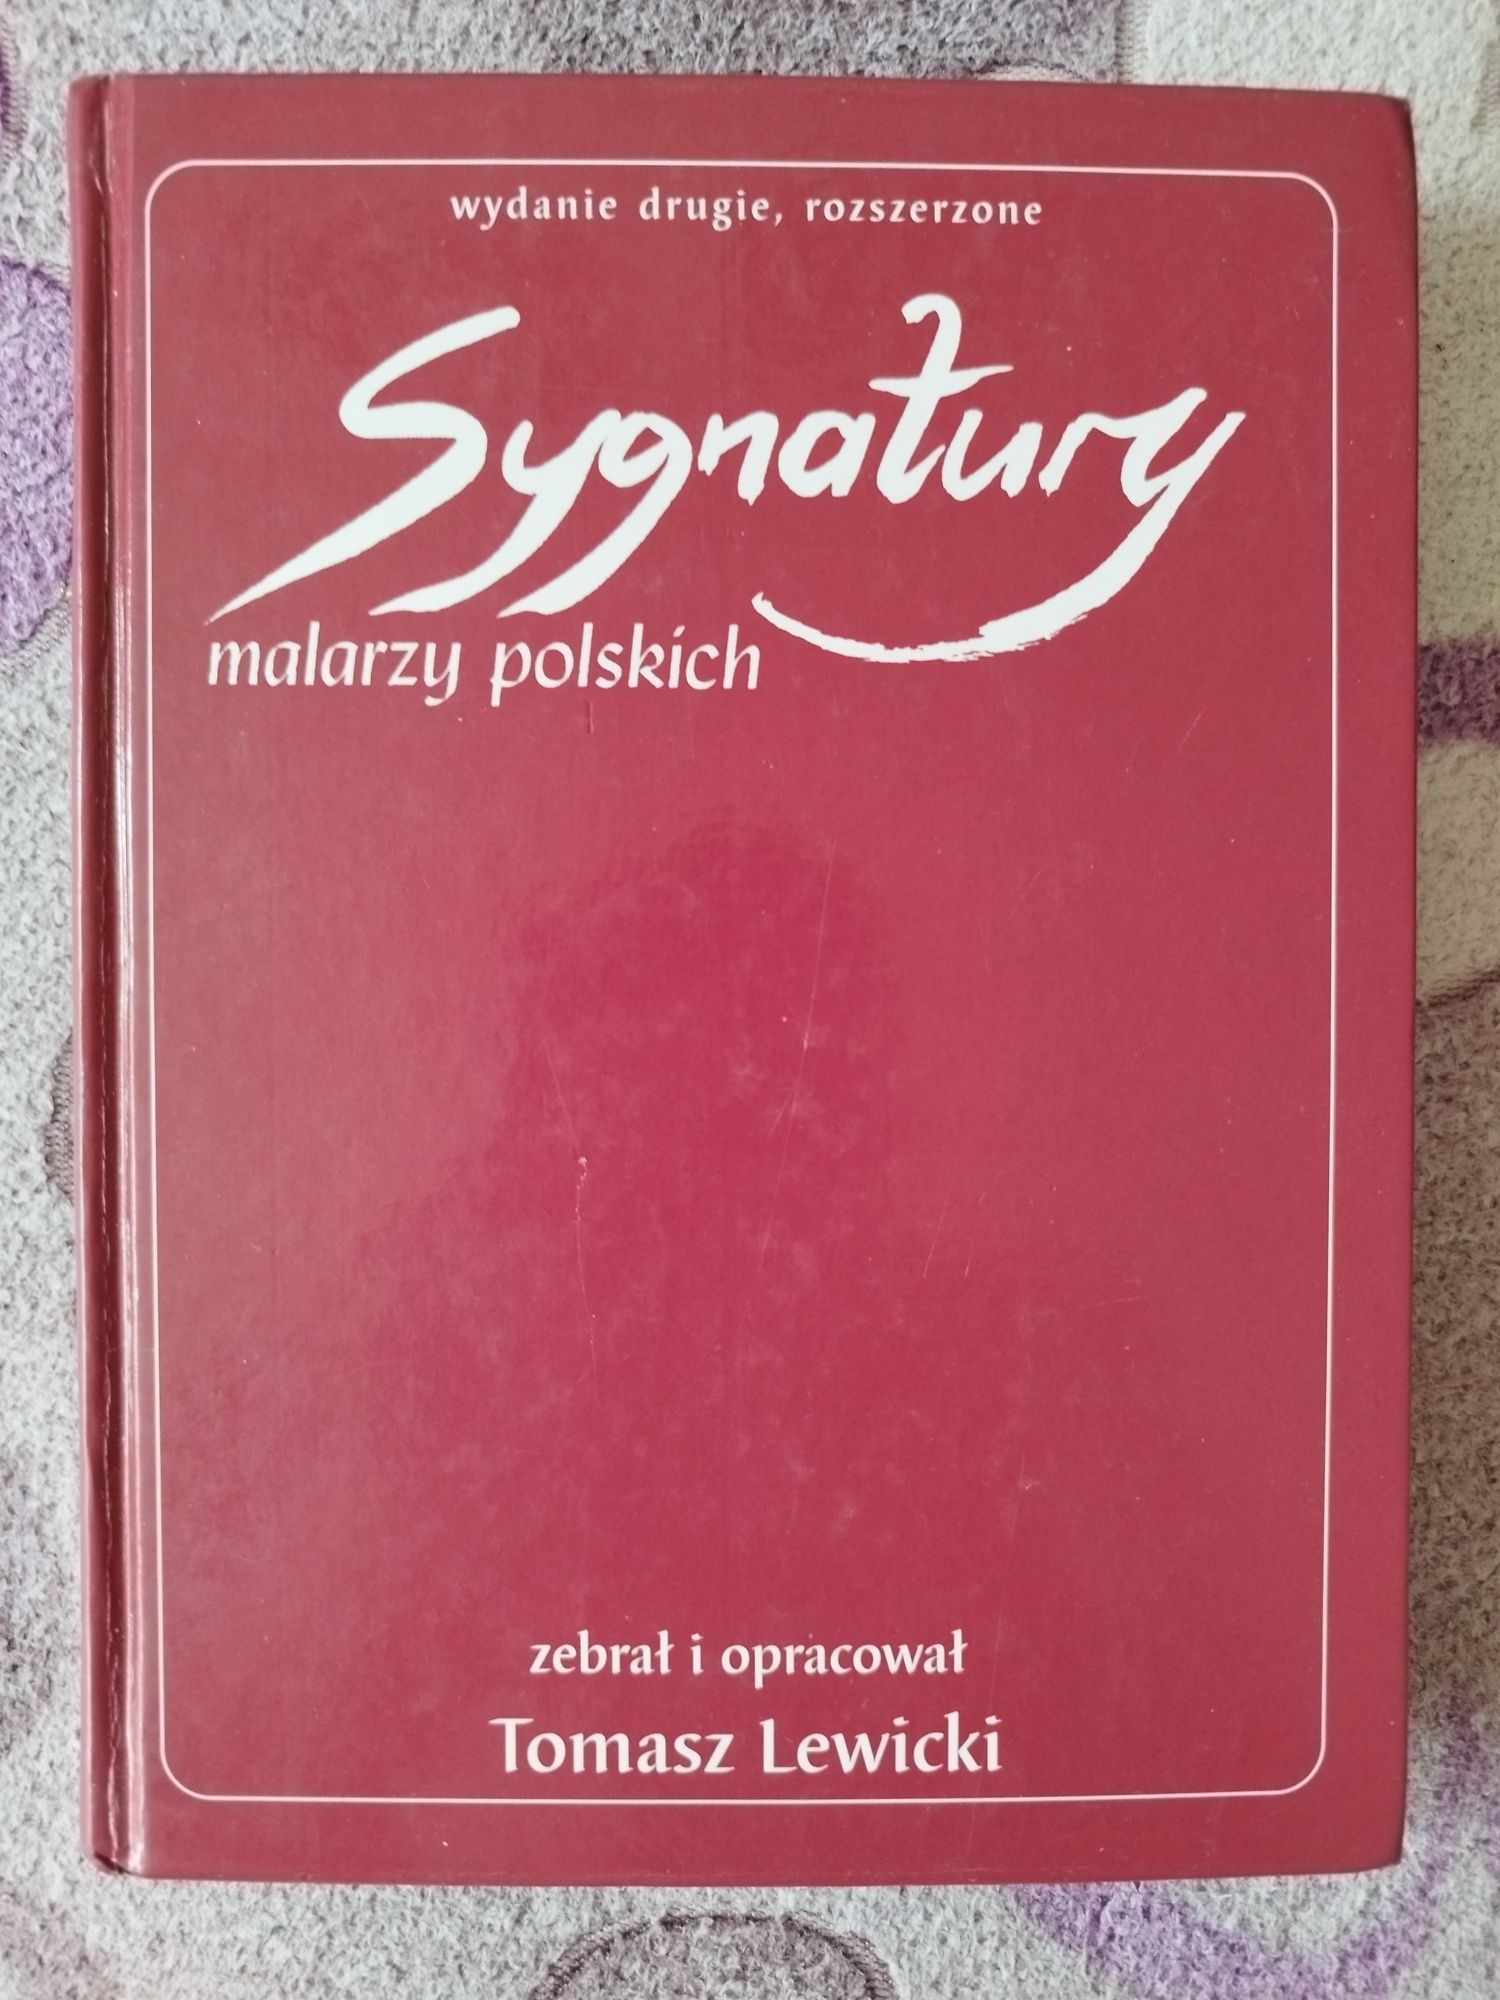 wydanie drugie, rozszerzone
Sygnatury
malarzy polskich
zebrał i opracował
Tomasz Lewicki